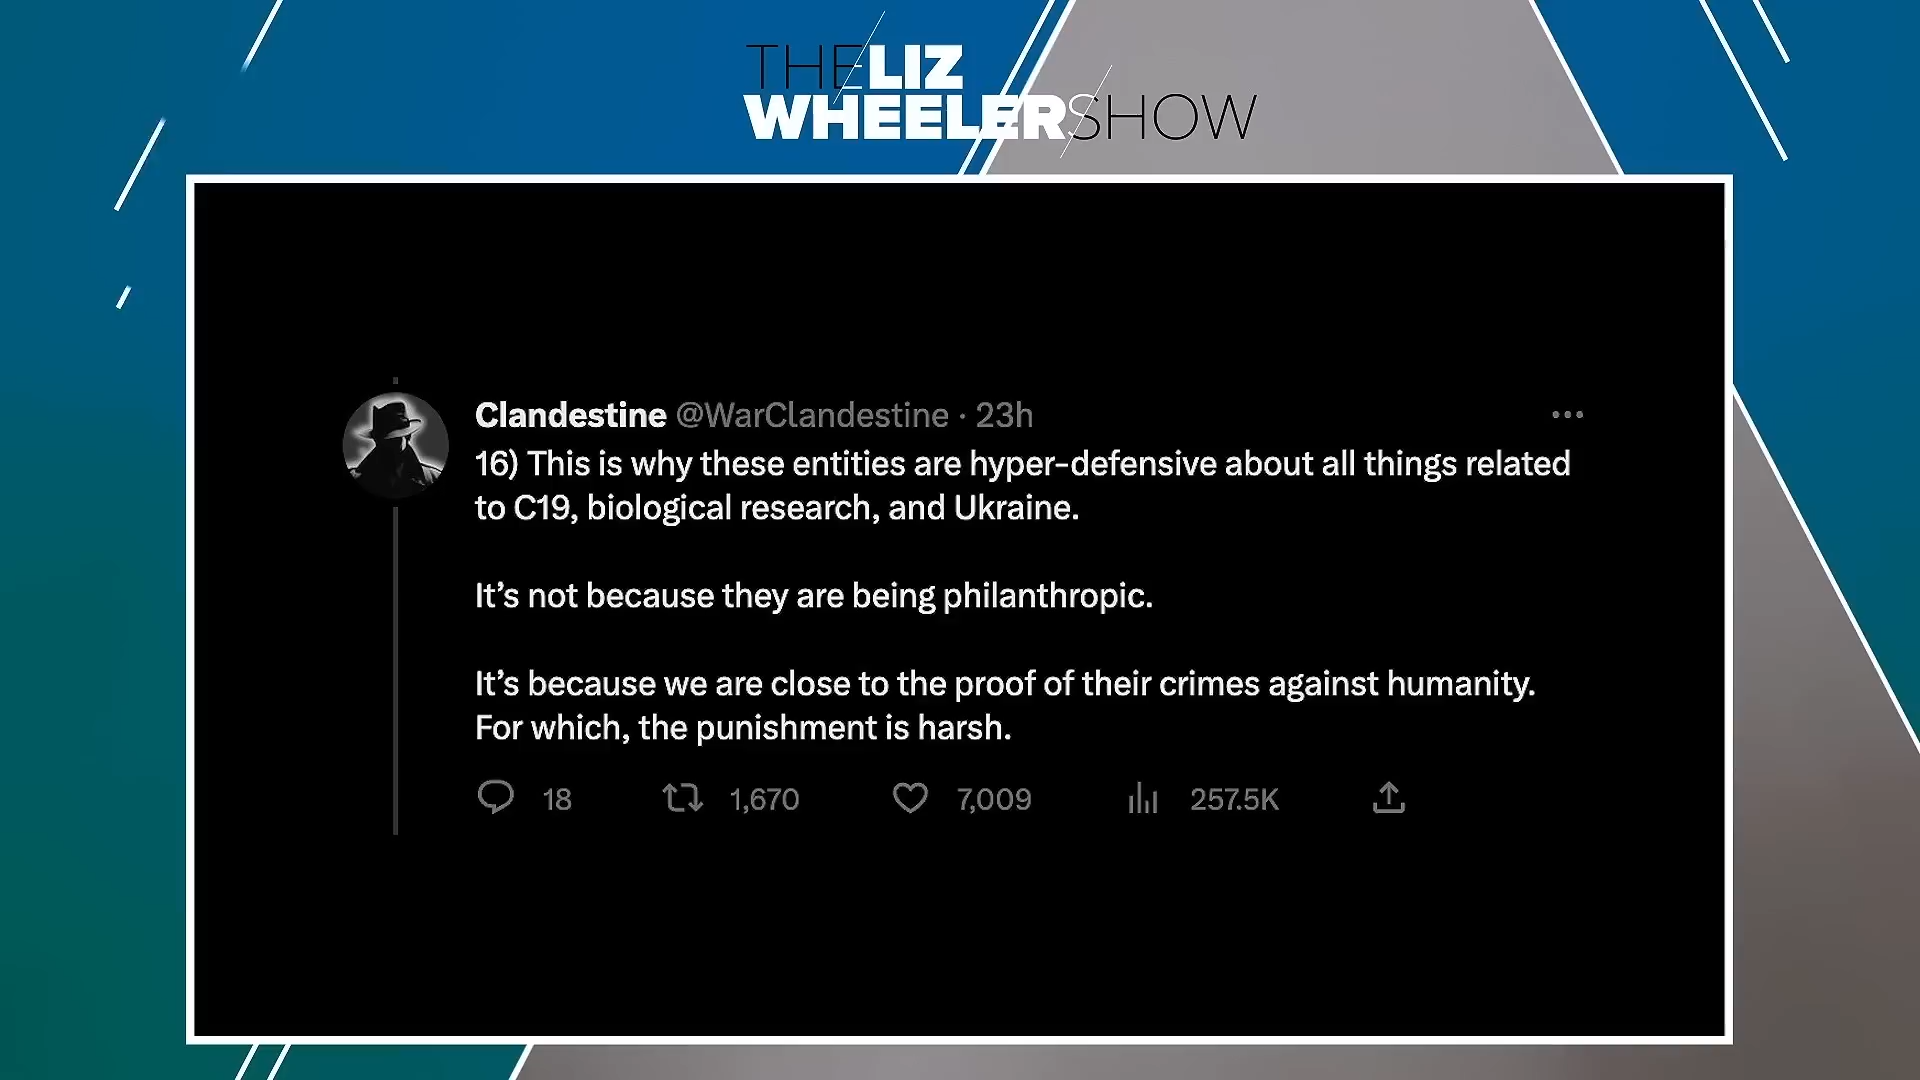 THE LIZ
WHEELER SHOW
Clandestine @WarClandestine · 23h
16) This is why these entities are hyper-defensive about all things related
to C19, biological research, and Ukraine.
It's not because they are being philanthropic.
It's because we are close to the proof of their crimes against humanity.
For which, the punishment is harsh.
18 1,670 7,009 257.5K